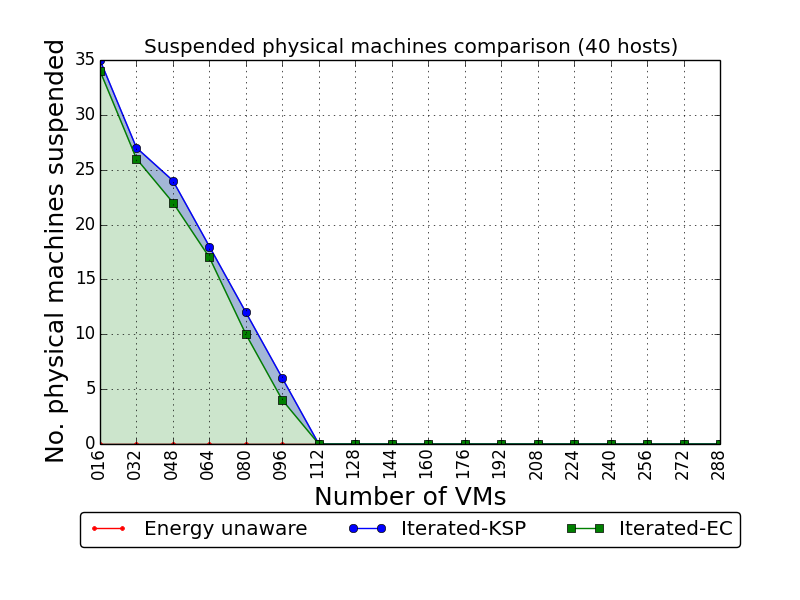 Suspended physical machines comparison (40 hosts)
No. physical machines suspended
35
30
25
20
15
10
5
0
016 032 048 064 080 096 112 128 144 160 176 192 208 224 240 256 272 288
Number of VMs
Energy unaware Iterated-KSP Iterated-EC